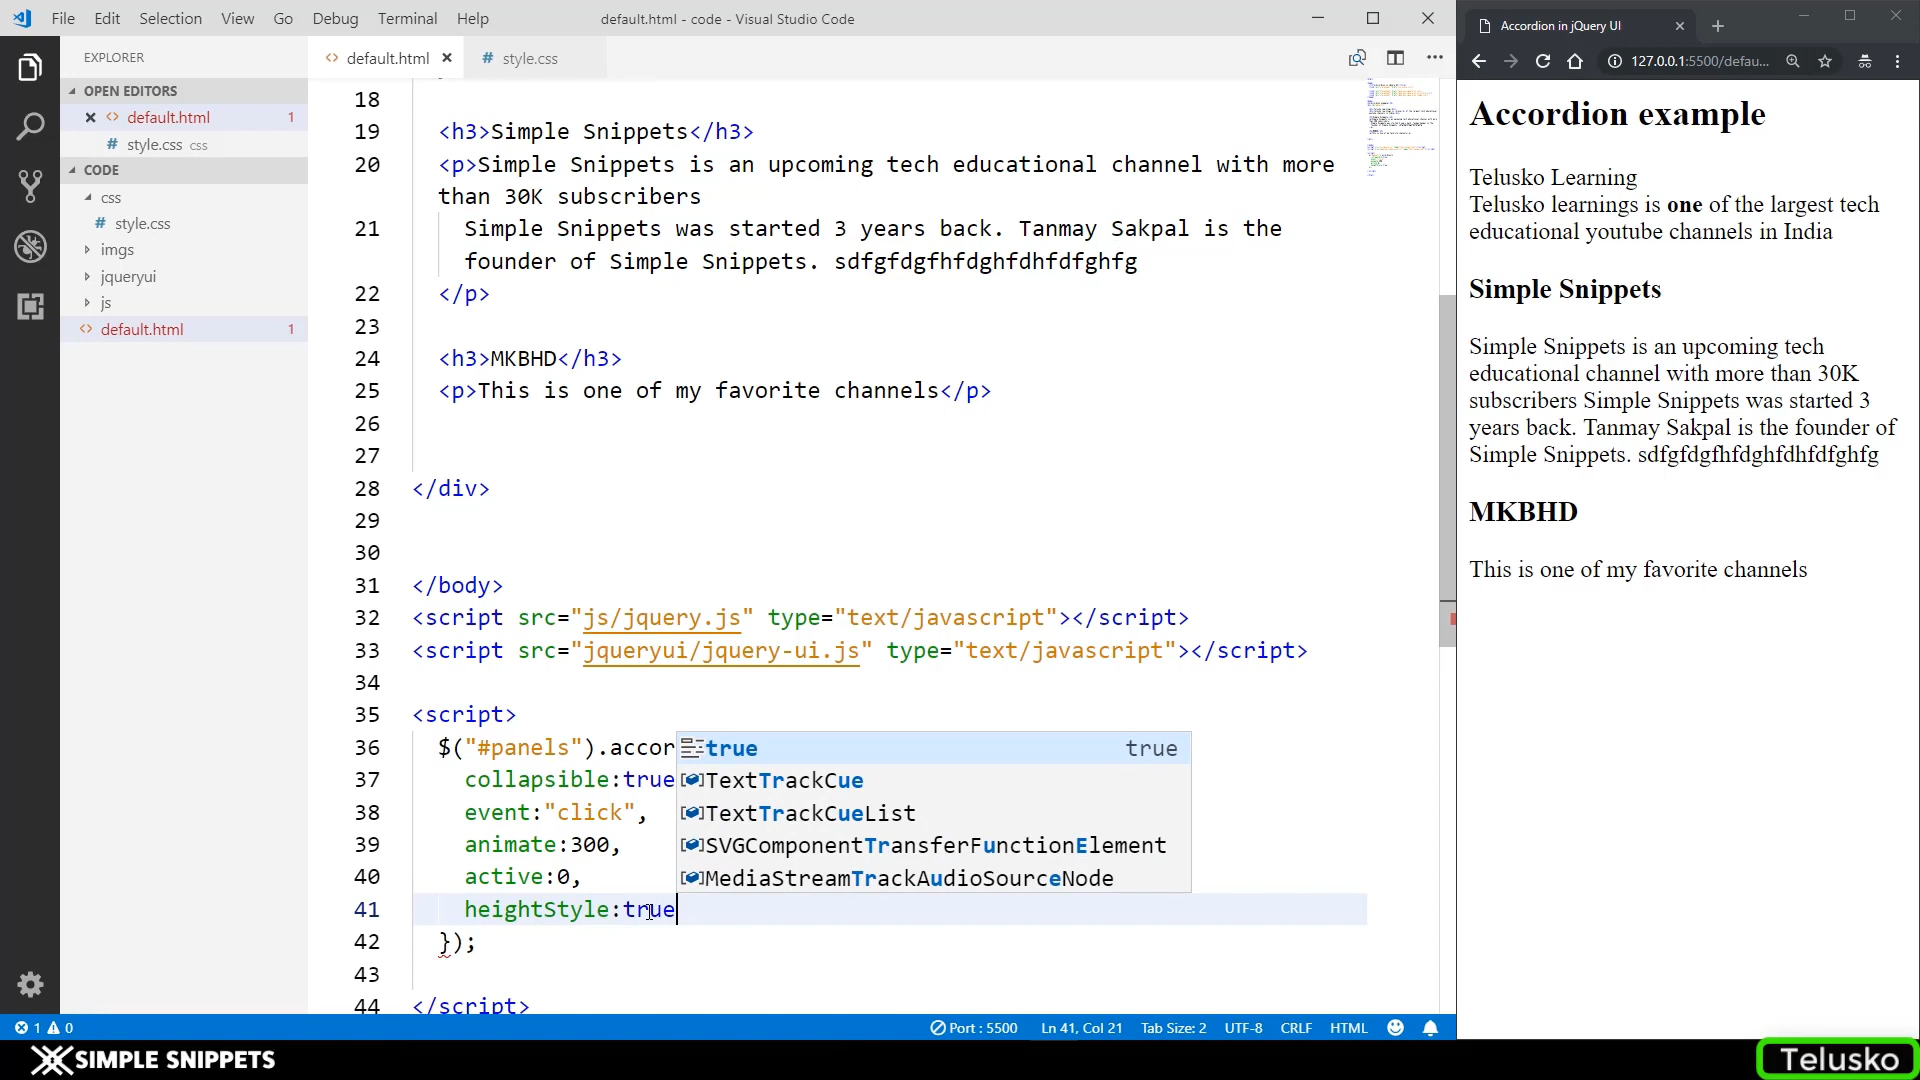 File Edit Selection View Go Debug Terminal Help
default.html - code - Visual Studio Code
EXPLORER
OPEN EDITORS
default.html 1
style.css css
CODE
css
style.css
imgs
jqueryui
js
default.html 1
default.html
style.css
18
19 <h3>Simple Snippets</h3>
20 <p>Simple Snippets is an upcoming tech educational channel with more
than 30K subscribers
21 Simple Snippets was started 3 years back. Tanmay Sakpal is the
founder of Simple Snippets. sdfgfdgfhfdghfdhfdfghfg
22 </p>
23
24 <h3>MKBHD</h3>
25 <p>This is one of my favorite channels</p>
26
27
28 </div>
29
30
31 </body>
32 <script src="js/jquery.js" type="text/javascript"></script>
33 <script src="jqueryui/jquery-ui.js" type="text/javascript"></script>
34
35 <script>
36 $("#panels").accor
37 collapsible:true
38 event:"click",
39 animate:300,
40 active:0,
41 heightStyle:true
42 });
43
44 </script>
true true
TextTrackCue
TextTrackCueList
SVGComponentTransferFunctionElement
MediaStreamTrackAudioSourceNode
1 0
Port : 5500 Ln 41, Col 21 Tab Size: 2 UTF-8 CRLF HTML
Accordion in jQuery UI
127.0.0.1:5500/defau...
Accordion example
Telusko Learning
Telusko learnings is one of the largest tech
educational youtube channels in India
Simple Snippets
Simple Snippets is an upcoming tech
educational channel with more than 30K
subscribers Simple Snippets was started 3
years back. Tanmay Sakpal is the founder of
Simple Snippets. sdfgfdgfhfdghfdhfdfghfg
MKBHD
This is one of my favorite channels
SIMPLE SNIPPETS
Telusko